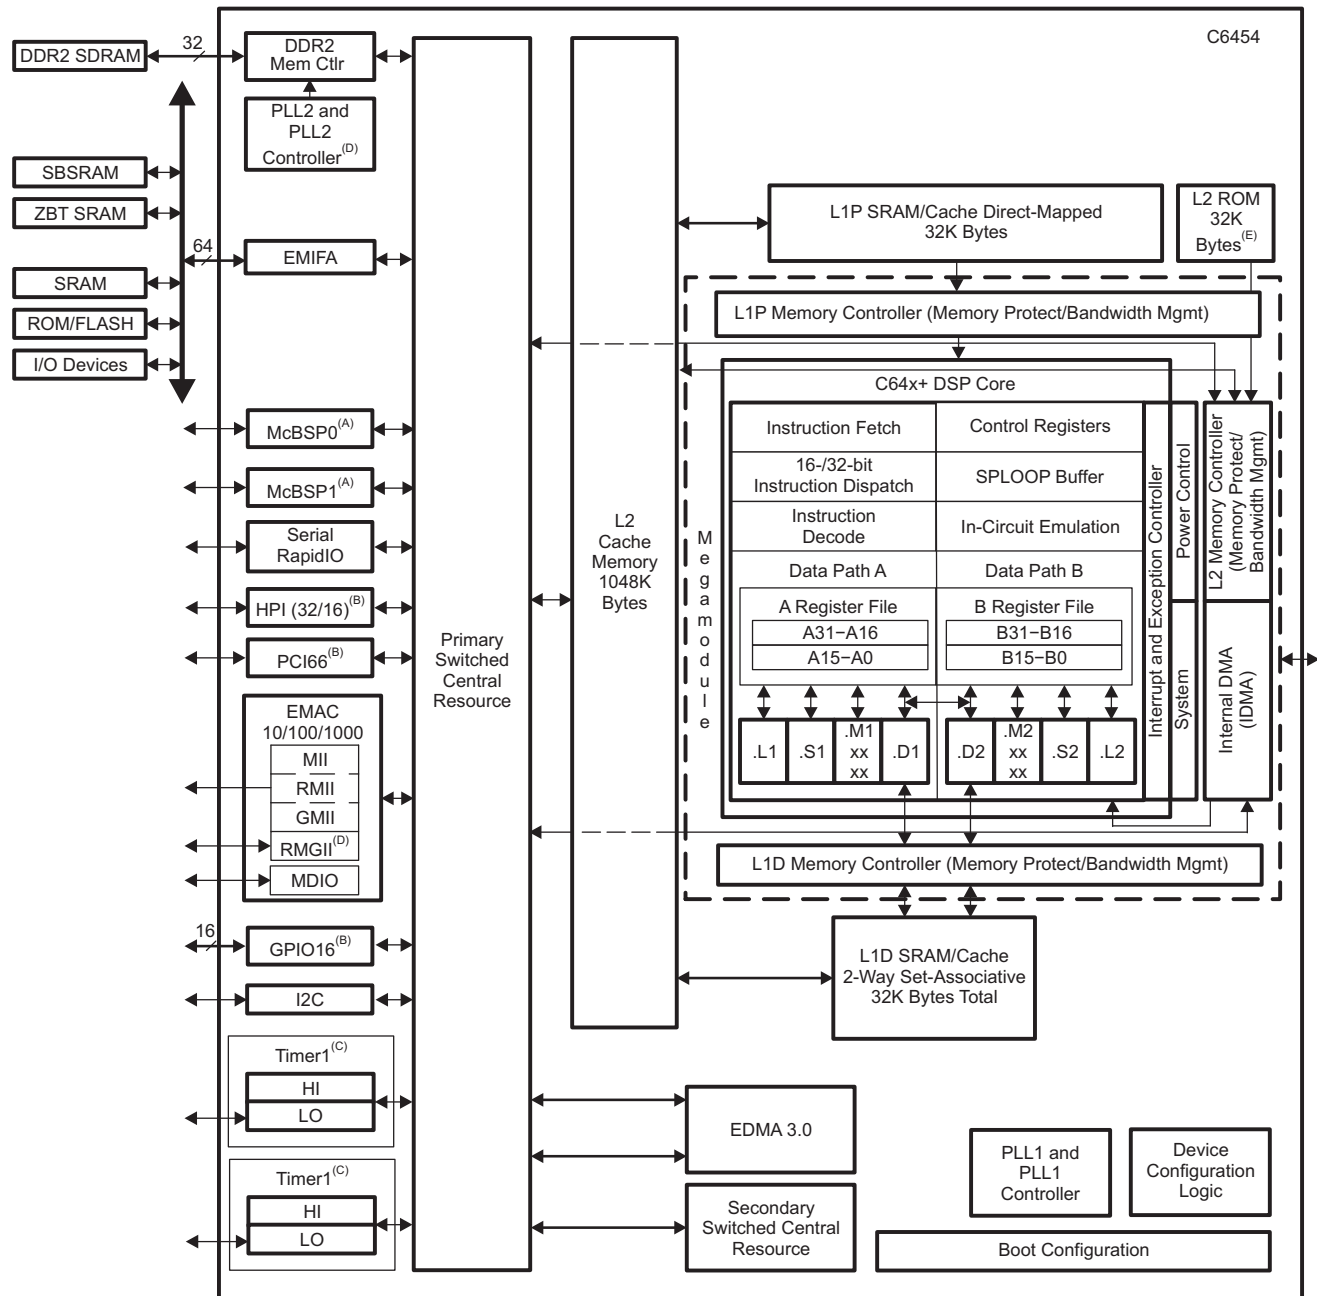 C6454
DDR2 SDRAM
32
DDR2
Mem Ctlr
PLL2 and
PLL2
Controller(D)
SBSRAM
ZBT SRAM
64
EMIFA
SRAM
ROM/FLASH
I/O Devices
McBSP0(A)
McBSP1(A)
Serial
RapidIO
HPI (32/16)(B)
PCI66(B)
EMAC
10/100/1000
MII
RMII
GMII
RMGII(D)
MDIO
16
GPIO16(B)
I2C
Timer1(C)
HI
LO
Timer1(C)
HI
LO
Primary
Switched
Central
Resource
L2
Cache
Memory
1048K
Bytes
L1P SRAM/Cache Direct-Mapped
32K Bytes
L2 ROM
32K
Bytes(E)
L1P Memory Controller (Memory Protect/Bandwidth Mgmt)
Megamodule
C64x+ DSP Core
Instruction Fetch
Control Registers
16-/32-bit
Instruction Dispatch
SPLOOP Buffer
Instruction
Decode
In-Circuit Emulation
Data Path A
Data Path B
A Register File
B Register File
A31−A16
B31−B16
A15−A0
B15−B0
.L1
.S1
.M1
xx
xx
.D1
.D2
.M2
xx
xx
.S2
.L2
Interrupt and Exception Controller
Power Control
System
L2 Memory Controller
(Memory Protect/
Bandwidth Mgmt)
Internal DMA
(IDMA)
L1D Memory Controller (Memory Protect/Bandwidth Mgmt)
L1D SRAM/Cache
2-Way Set-Associative
32K Bytes Total
EDMA 3.0
Secondary
Switched Central
Resource
PLL1 and
PLL1
Controller
Device
Configuration
Logic
Boot Configuration